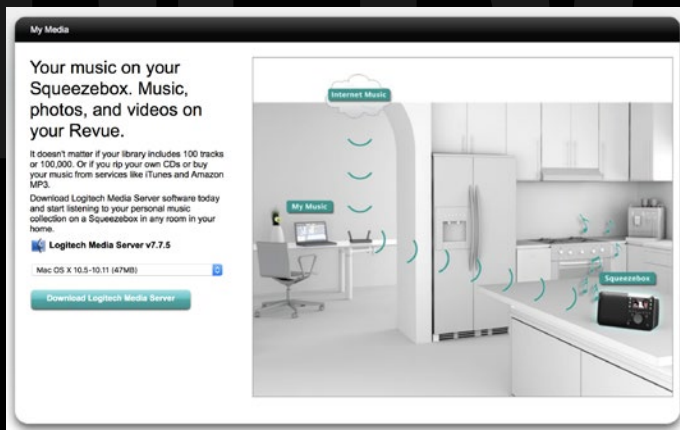 My Media
Your music on your
Squeezebox. Music,
photos, and videos on
your Revue.
It doesn't matter if your library includes 100 tracks
or 100,000. Or if you rip your own CDs or buy
your music from services like iTunes and Amazon
MP3.
Download Logitech Media Server software today
and start listening to your personal music
collection on a Squeezebox in any room in your
home.
Logitech Media Server v7.7.5
Mac OS X 10.5-10.11 (47MB)
Download Logitech Media Server
Internet Music
My Music
Squeezebox